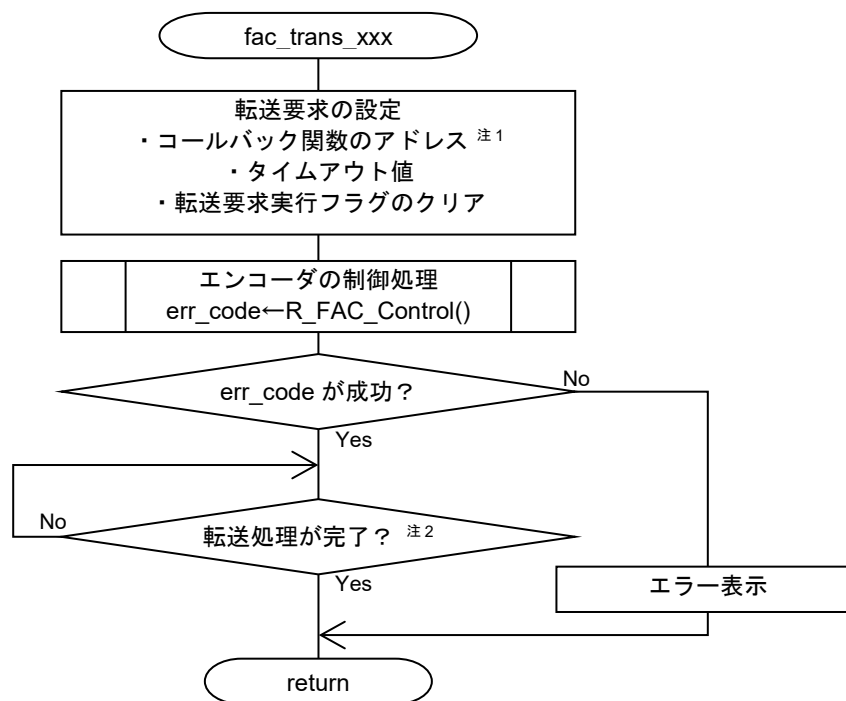 fac_trans_xxx
転送要求の設定
・コールバック関数のアドレス 注1
・タイムアウト値
・転送要求実行フラグのクリア
エンコーダの制御処理
err_code←R_FAC_Control()
err_code が成功？
No
Yes
転送処理が完了？ 注2
No
Yes
エラー表示
return